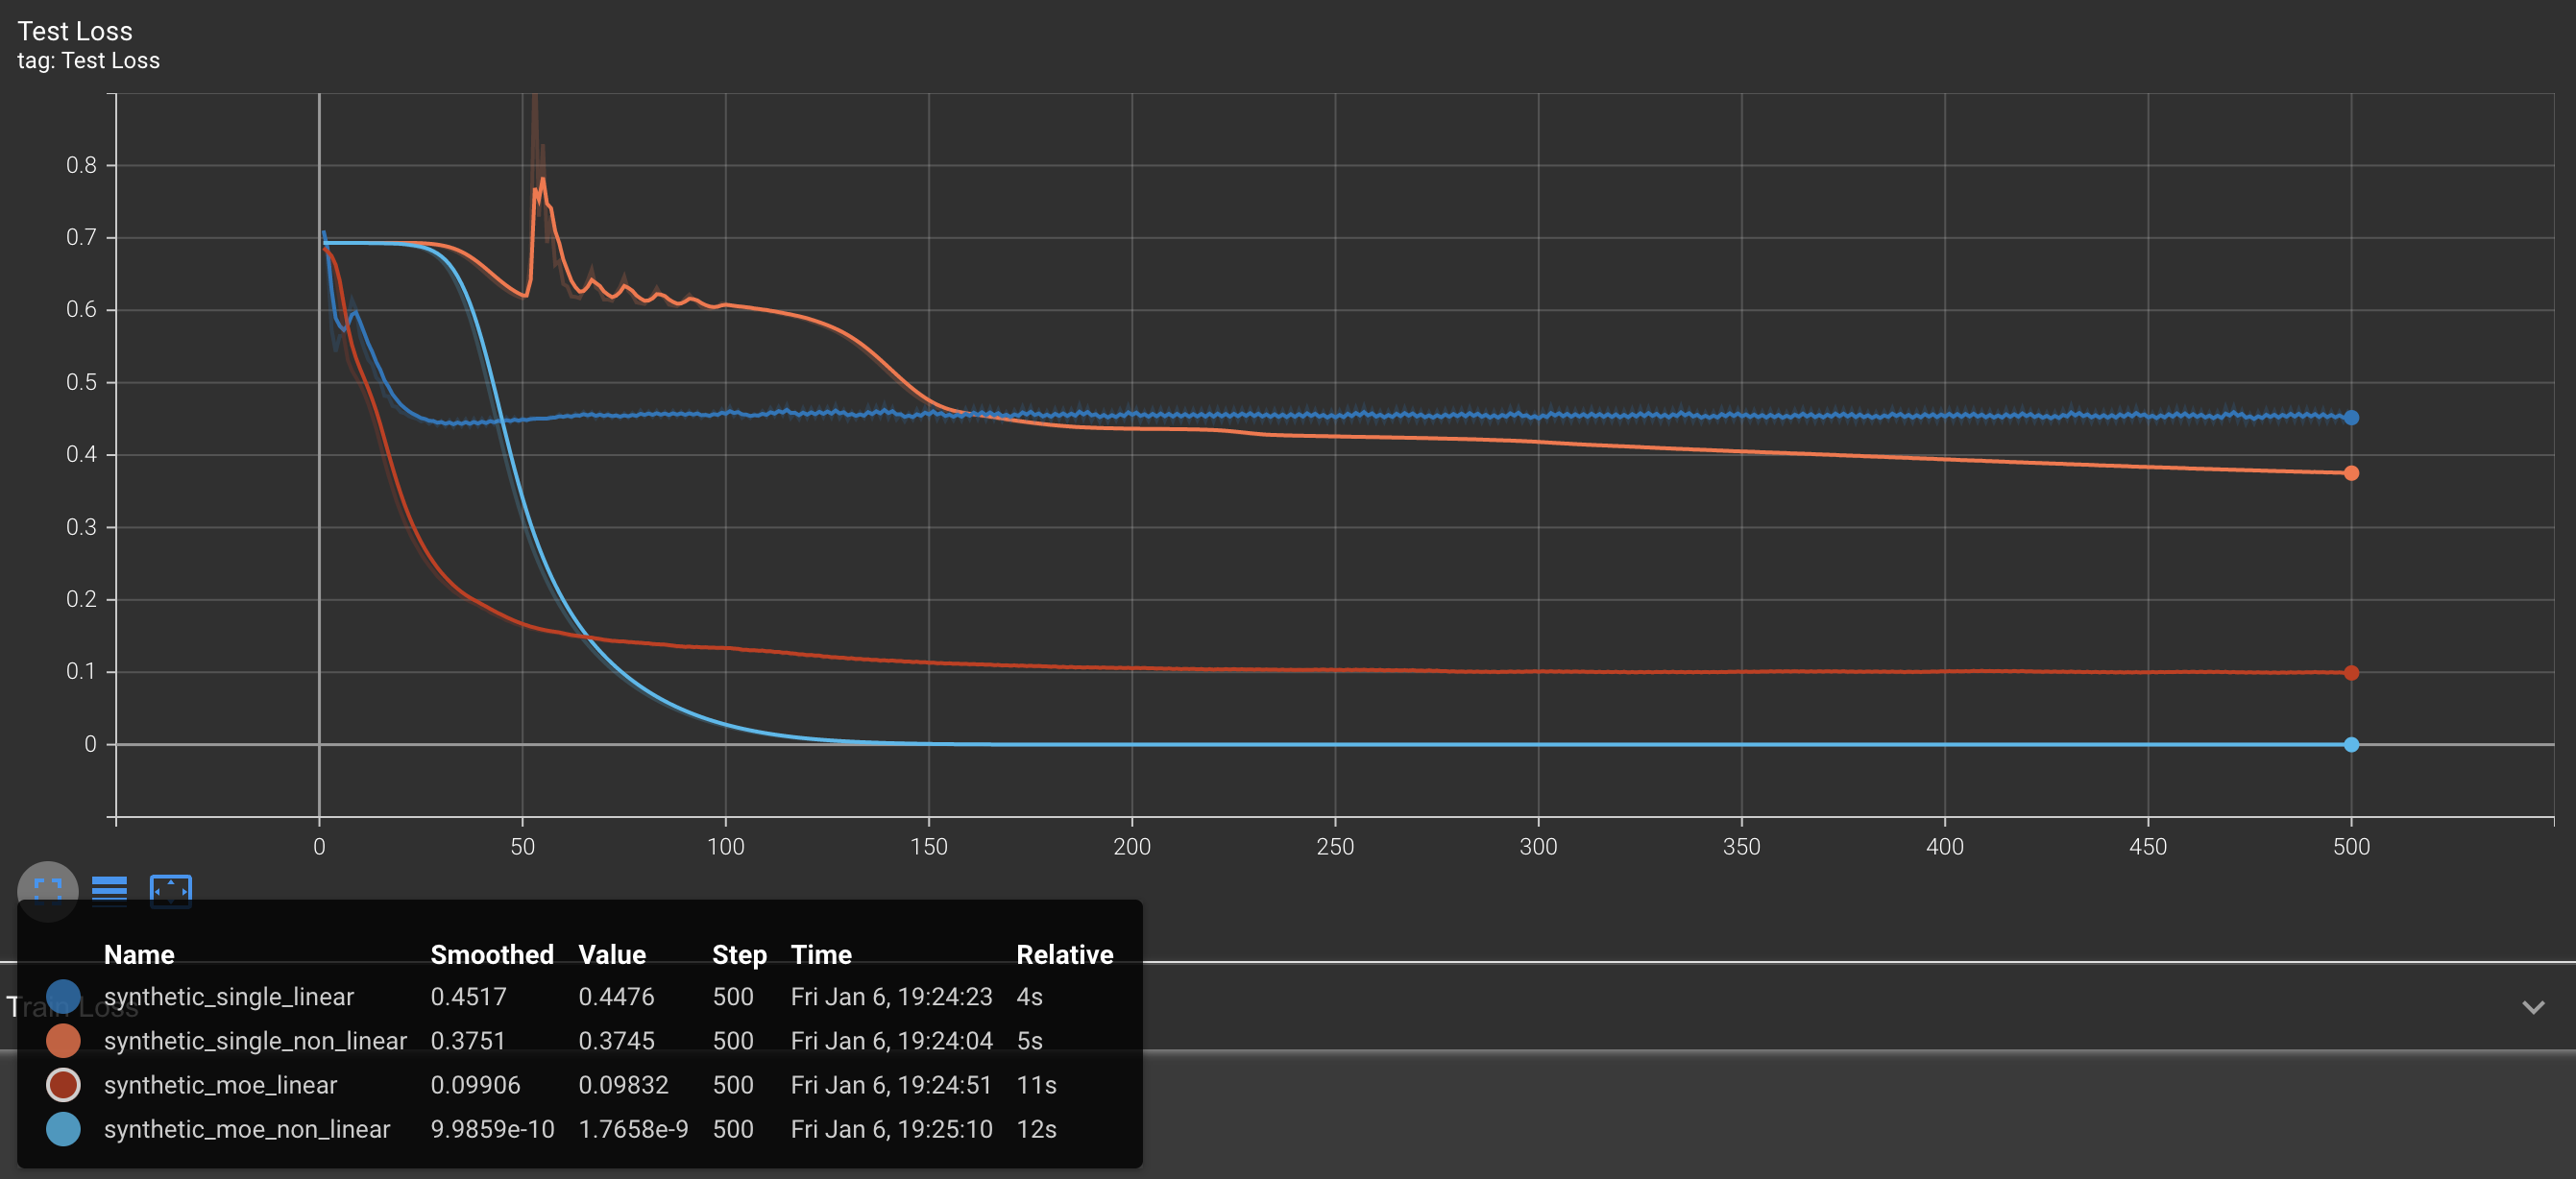 Test Loss
tag: Test Loss
0.8
0.7
0.6
0.5
0.4
0.3
0.2
0.1
0
0 50 100 150 200 250 300 350 400 450 500
Name Smoothed Value Step Time Relative
synthetic_single_linear 0.4517 0.4476 500 Fri Jan 6, 19:24:23 4s
Train Loss
synthetic_single_non_linear 0.3751 0.3745 500 Fri Jan 6, 19:24:04 5s
synthetic_moe_linear 0.09906 0.09832 500 Fri Jan 6, 19:24:51 11s
synthetic_moe_non_linear 9.9859e-10 1.7658e-9 500 Fri Jan 6, 19:25:10 12s